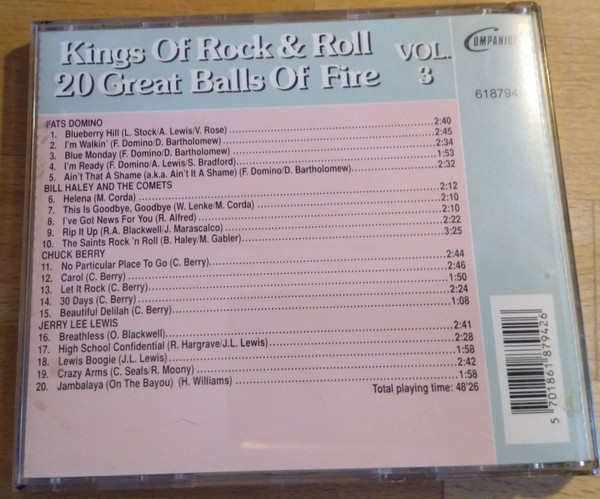 Kings Of Rock & Roll VOL.
20 Great Balls Of Fire 3
COMPANION
618794
FATS DOMINO
1. Blueberry Hill (L. Stock/A. Lewis/V. Rose) 2:40
2. I'm Walkin' (F. Domino/D. Bartholomew) 2:45
3. Blue Monday (F. Domino/D. Bartholomew) 2:34
4. I'm Ready (F. Domino/A. Lewis/S. Bradford) 1:53
5. Ain't That A Shame (a.k.a. Ain't It A Shame) (F. Domino/D. Bartholomew) 2:32
BILL HALEY AND THE COMETS
6. Helena (M. Corda) 2:12
7. This Is Goodbye, Goodbye (W. Lenke/M. Corda) 2:10
8. I've Got News For You (R. Alfred) 2:10
9. Rip It Up (R.A. Blackwell/J. Marascalco) 2:22
10. The Saints Rock 'n Roll (B. Haley/M. Gabler) 3:25
CHUCK BERRY
11. No Particular Place To Go (C. Berry) 2:44
12. Carol (C. Berry) 2:46
13. Let It Rock (C. Berry) 1:50
14. 30 Days (C. Berry) 2:24
15. Beautiful Delilah (C. Berry) 1:08
JERRY LEE LEWIS
16. Breathless (O. Blackwell) 2:41
17. High School Confidential (R. Hargrave/J.L. Lewis) 2:28
18. Lewis Boogie (J.L. Lewis) 1:58
19. Crazy Arms (C. Seals/R. Moony) 2:42
20. Jambalaya (On The Bayou) (H. Williams) 1:58
Total playing time: 48'26
5 701861 879426